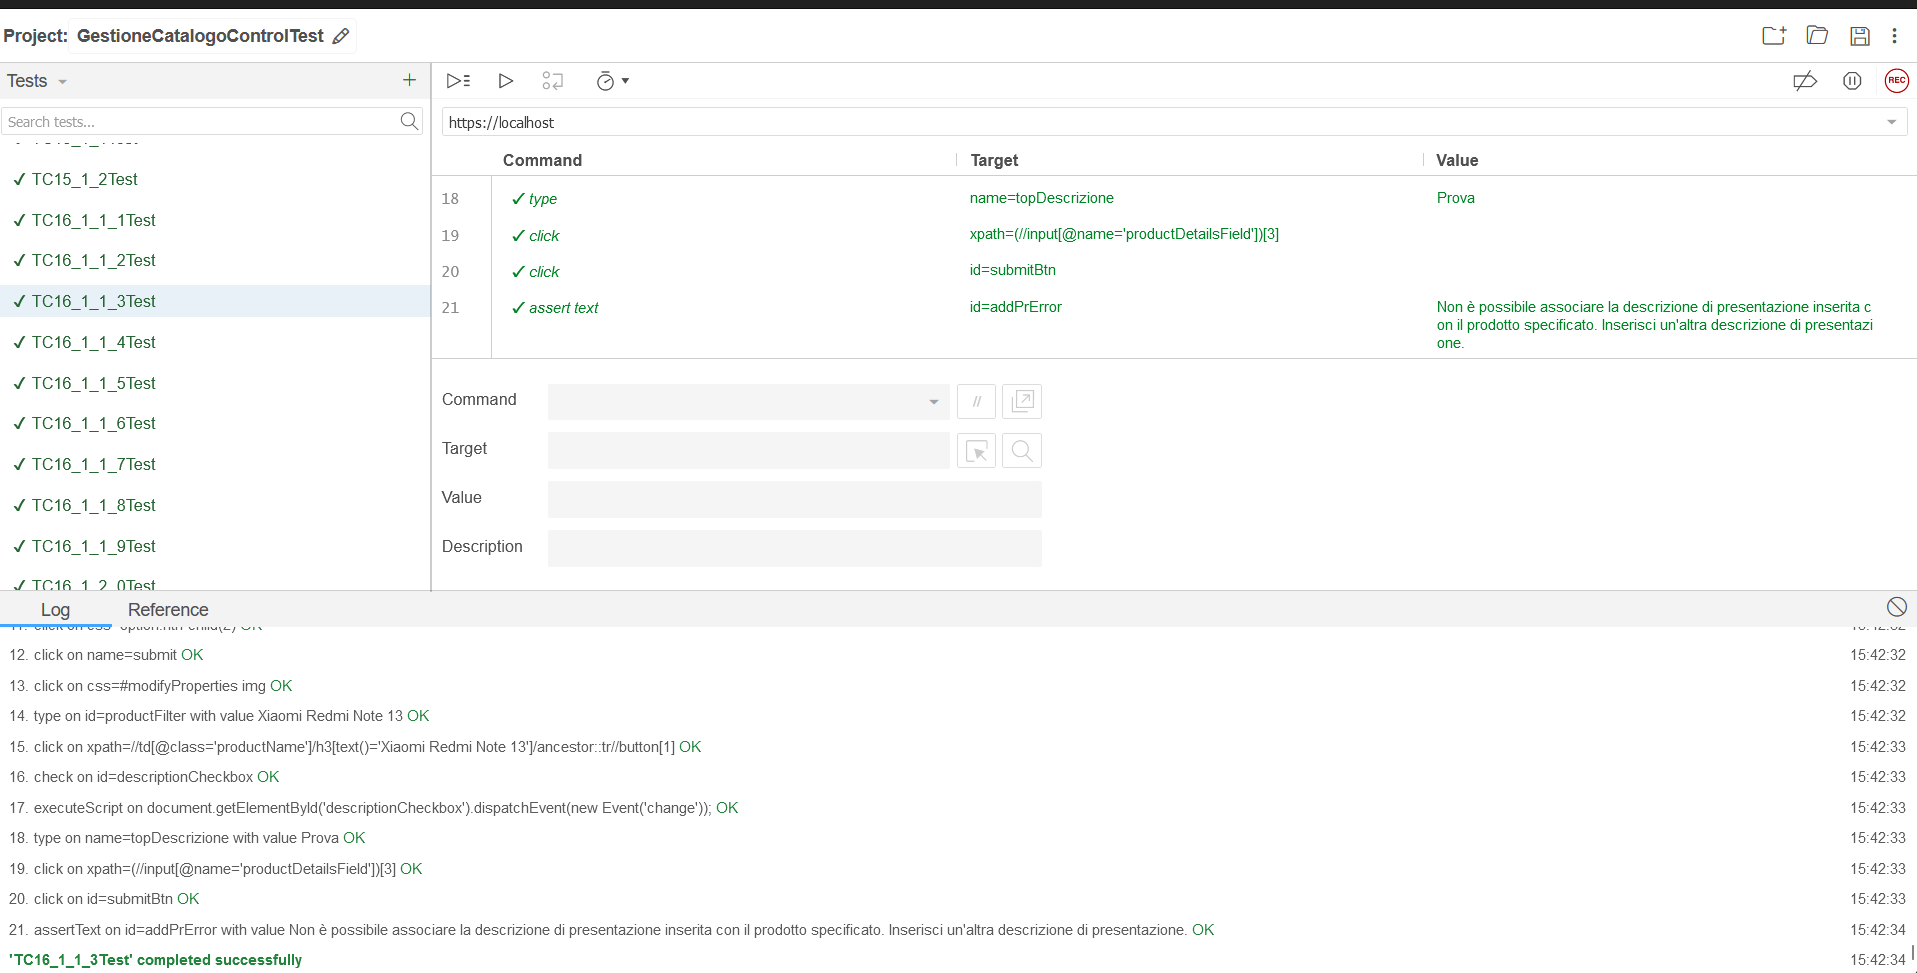 Project: GestioneCatalogoControlTest
Tests
REC
Search tests...
https://localhost
Command Target Value
TC15_1_2Test
TC16_1_1_1Test
TC16_1_1_2Test
TC16_1_1_3Test
TC16_1_1_4Test
TC16_1_1_5Test
TC16_1_1_6Test
TC16_1_1_7Test
TC16_1_1_8Test
TC16_1_1_9Test
TC16_1_2_0Test
18 type name=topDescrizione Prova
19 click xpath=(//input[@name='productDetailsField'])[3]
20 click id=submitBtn
21 assert text id=addPrError Non è possibile associare la descrizione di presentazione inserita c
on il prodotto specificato. Inserisci un'altra descrizione di presentazi
one.
Command //
Target
Value
Description
Log Reference
12. click on name=submit OK 15:42:32
13. click on css=#modifyProperties img OK 15:42:32
14. type on id=productFilter with value Xiaomi Redmi Note 13 OK 15:42:32
15. click on xpath=//td[@class='productName']/h3[text()='Xiaomi Redmi Note 13']/ancestor::tr//button[1] OK 15:42:33
16. check on id=descriptionCheckbox OK 15:42:33
17. executeScript on document.getElementById('descriptionCheckbox').dispatchEvent(new Event('change')); OK 15:42:33
18. type on name=topDescrizione with value Prova OK 15:42:33
19. click on xpath=(//input[@name='productDetailsField'])[3] OK 15:42:33
20. click on id=submitBtn OK 15:42:33
21. assertText on id=addPrError with value Non è possibile associare la descrizione di presentazione inserita con il prodotto specificato. Inserisci un'altra descrizione di presentazione. OK 15:42:34
'TC16_1_1_3Test' completed successfully 15:42:34